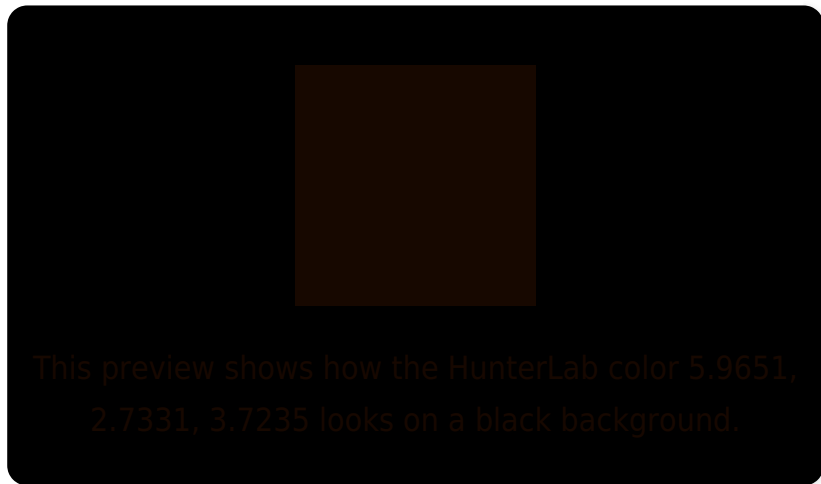 This preview shows how the HunterLab color 5.9651,
2.7331, 3.7235 looks on a black background.